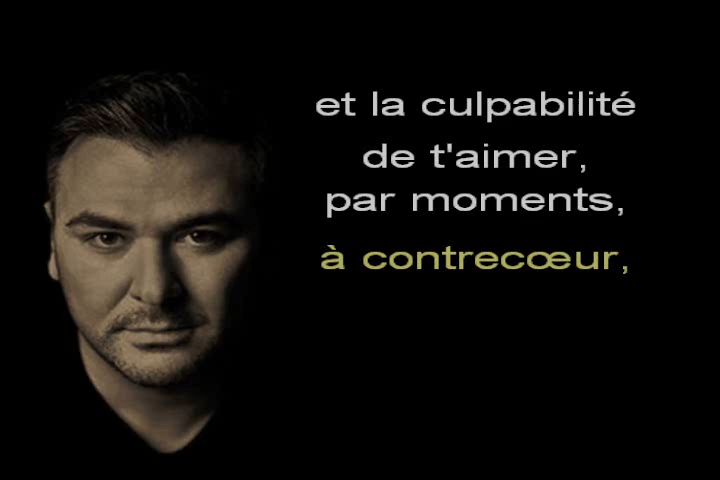 et la culpabilité
de t'aimer,
par moments,
à contrecœur,